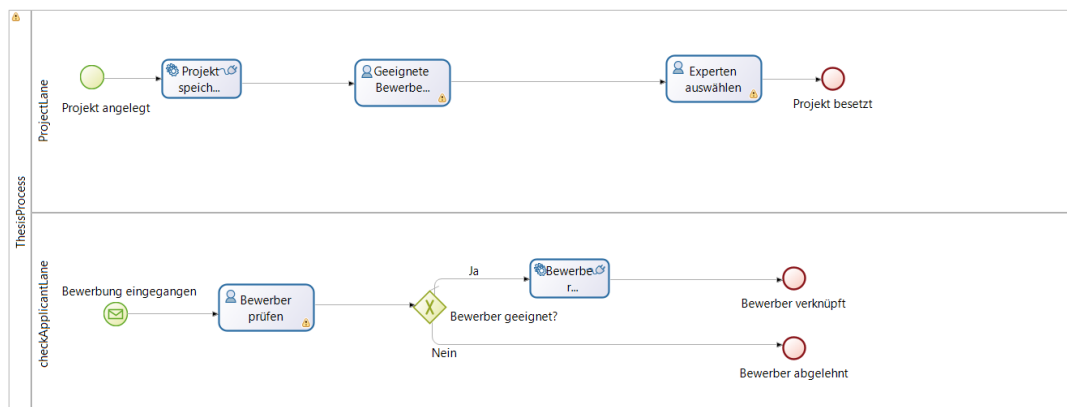 ThesisProcess
ProjectLane
Projekt angelegt
Projekt
speich...
Geeignete
Bewerbe...
Experten
auswählen
Projekt besetzt
checkApplicantLane
Bewerbung eingegangen
Bewerber
prüfen
Bewerber geeignet?
Ja
Nein
Bewerbe
r...
Bewerber verknüpft
Bewerber abgelehnt